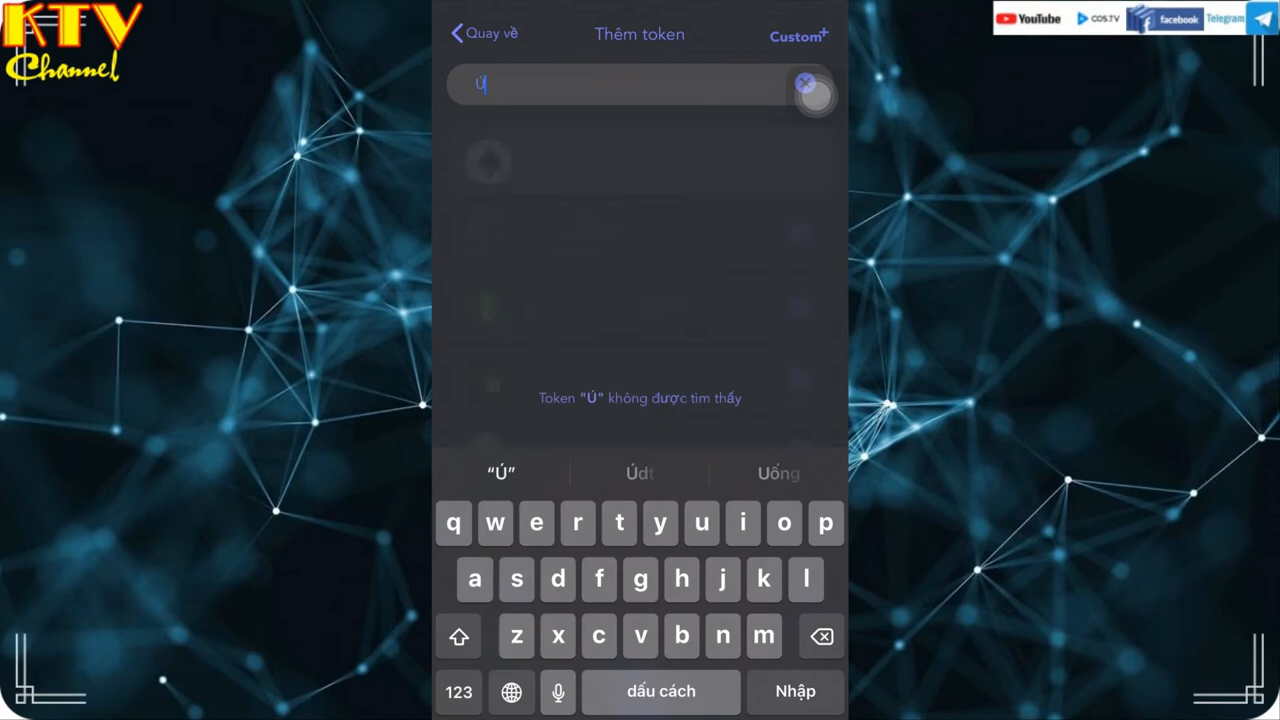 KTV
Channel
YouTube
COS.TV
facebook
Telegram
Quay về
Thêm token
Custom+
Ú
Token "Ú" không được tìm thấy
“Ú”
Údt
Uống
q w e r t y u i o p
a s d f g h j k l
z x c v b n m
123
dấu cách
Nhập